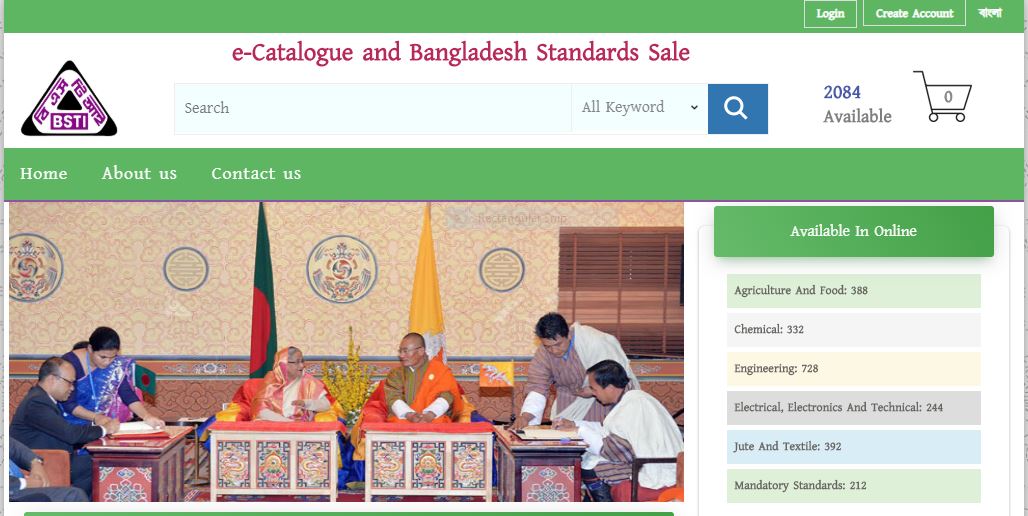 Login
Create Account
বাংলা
e-Catalogue and Bangladesh Standards Sale
বি এস টি আই
BSTI
Search
All Keyword
2084
Available
0
Home
About us
Contact us
Rectangular Snip
Available In Online
Agriculture And Food: 388
Chemical: 332
Engineering: 728
Electrical, Electronics And Technical: 244
Jute And Textile: 392
Mandatory Standards: 212